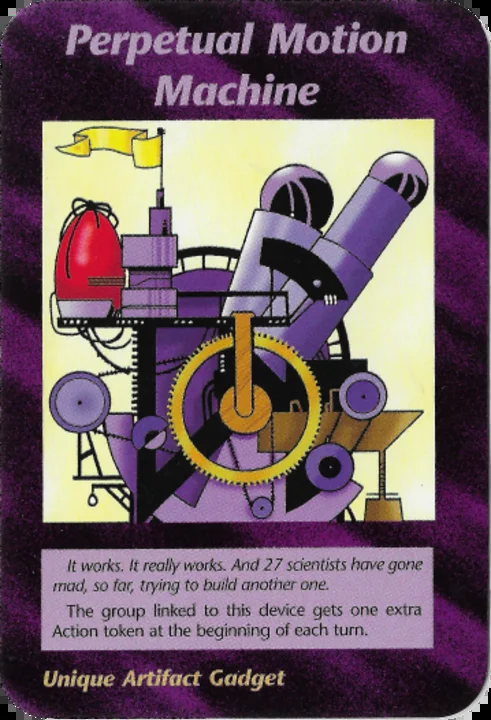 Perpetual Motion
Machine
It works. It really works. And 27 scientists have gone
mad, so far, trying to build another one.
The group linked to this device gets one extra
Action token at the beginning of each turn.
Unique Artifact Gadget